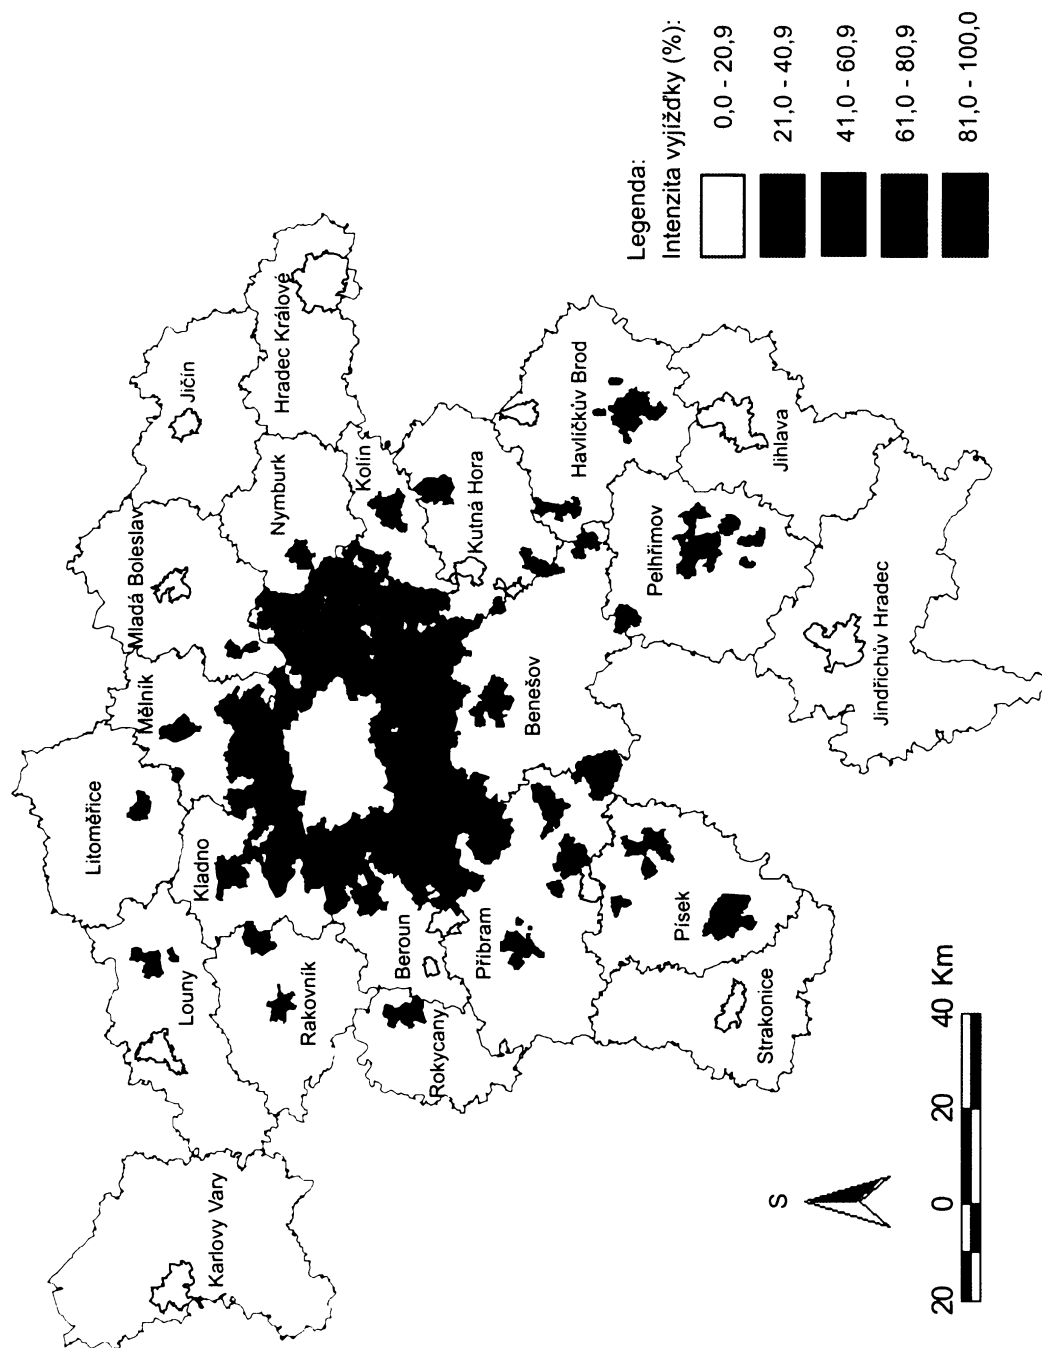 Karlovy Vary
Louny
Litoměřice
Mělník
Mladá Boleslav
Jičín
Hradec Králové
Rakovník
Kladno
Nymburk
Kolín
Rokycany
Beroun
Kutná Hora
Příbram
Benešov
Havlíčkův Brod
Strakonice
Písek
Pelhřimov
Jihlava
Jindřichův Hradec
Legenda:
Intenzita vyjížďky (%):
0,0 - 20,9
21,0 - 40,9
41,0 - 60,9
61,0 - 80,9
81,0 - 100,0
S
20 0 20 40 Km